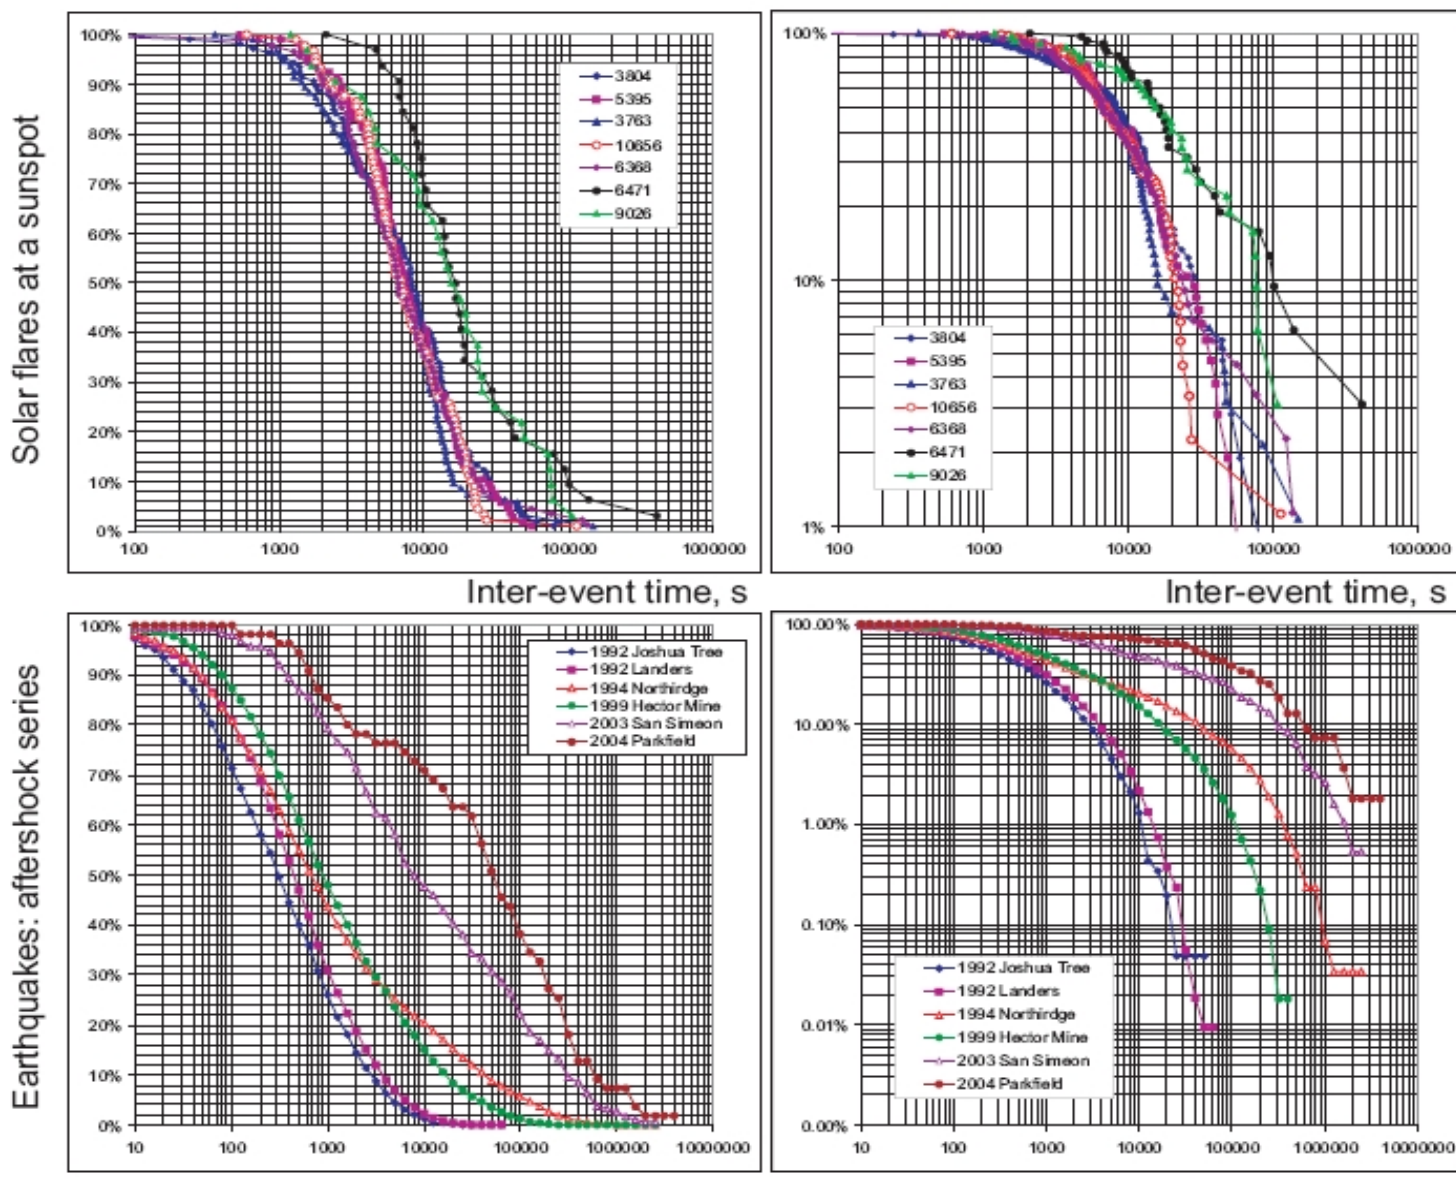 Solar flares at a sunspot
100%
90%
80%
70%
60%
50%
40%
30%
20%
10%
0%
100 1000 10000 100000 1000000
3804
5395
3763
10656
6368
6471
9026
Inter-event time, s
100%
10%
1%
100 1000 10000 100000 1000000
3804
5395
3763
10656
6368
6471
9026
Inter-event time, s
Earthquakes: aftershock series
100%
90%
80%
70%
60%
50%
40%
30%
20%
10%
0%
10 100 1000 10000 100000 1000000 10000000
1992 Joshua Tree
1992 Landers
1994 Northirdge
1999 Hector Mine
2003 San Simeon
2004 Parkfield
100.00%
10.00%
1.00%
0.10%
0.01%
0.00%
10 100 1000 10000 100000 1000000 10000000
1992 Joshua Tree
1992 Landers
1994 Northirdge
1999 Hector Mine
2003 San Simeon
2004 Parkfield